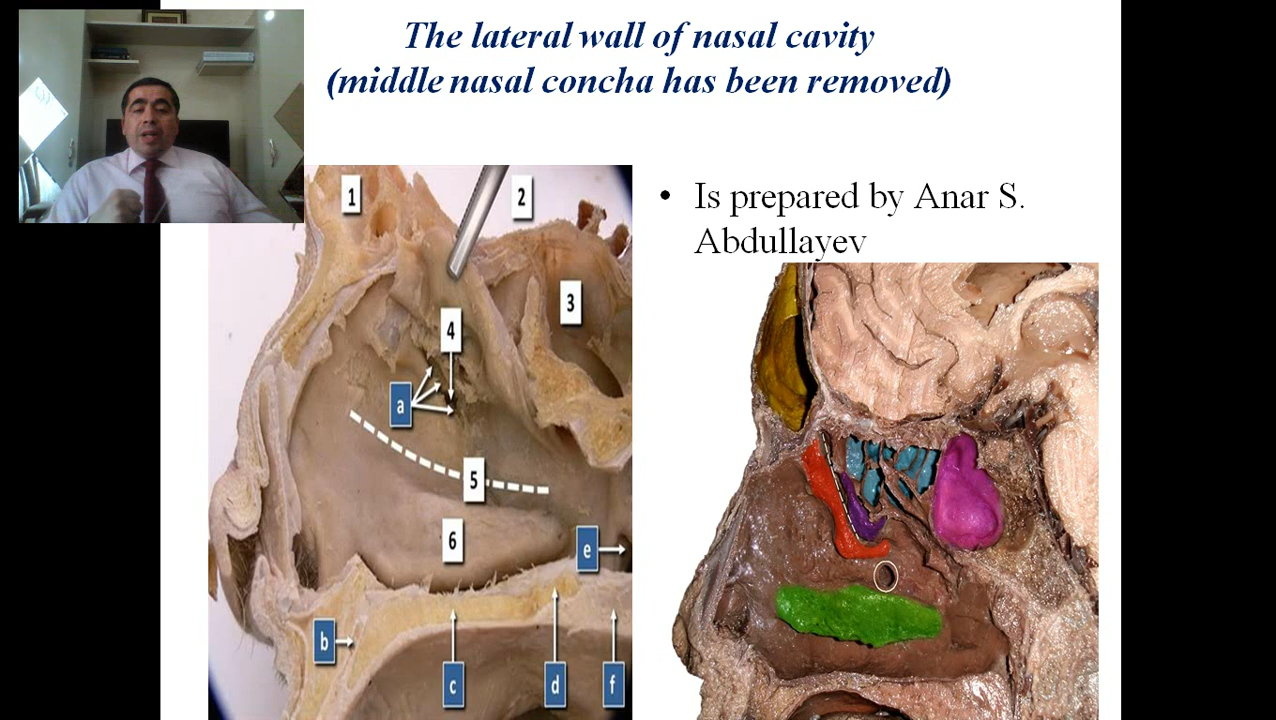 The lateral wall of nasal cavity
(middle nasal concha has been removed)
• Is prepared by Anar S.
Abdullayev
1
2
3
4
a
5
6
e
b
c
d
f